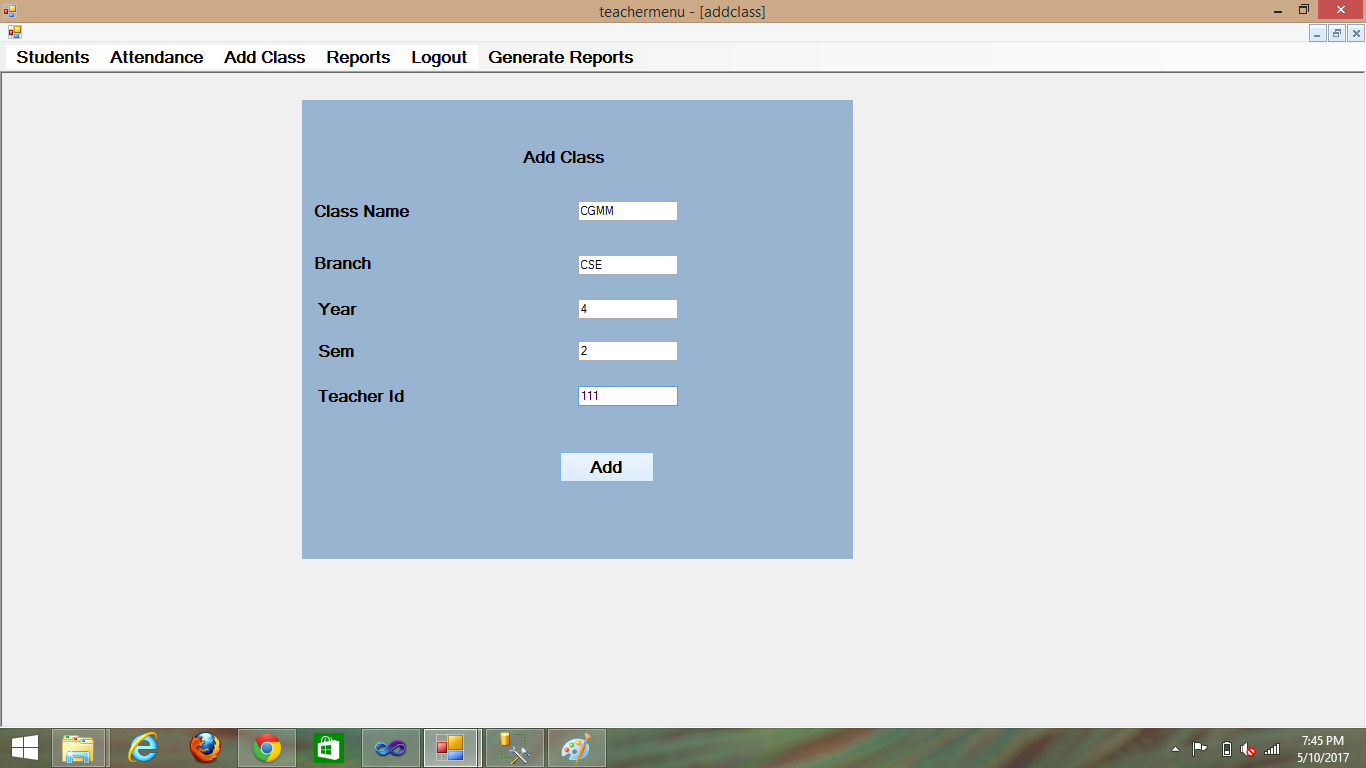 teachermenu - [addclass]
Students Attendance Add Class Reports Logout Generate Reports
Add Class
Class Name CGMM
Branch CSE
Year 4
Sem 2
Teacher Id 111
Add
7:45 PM
5/10/2017